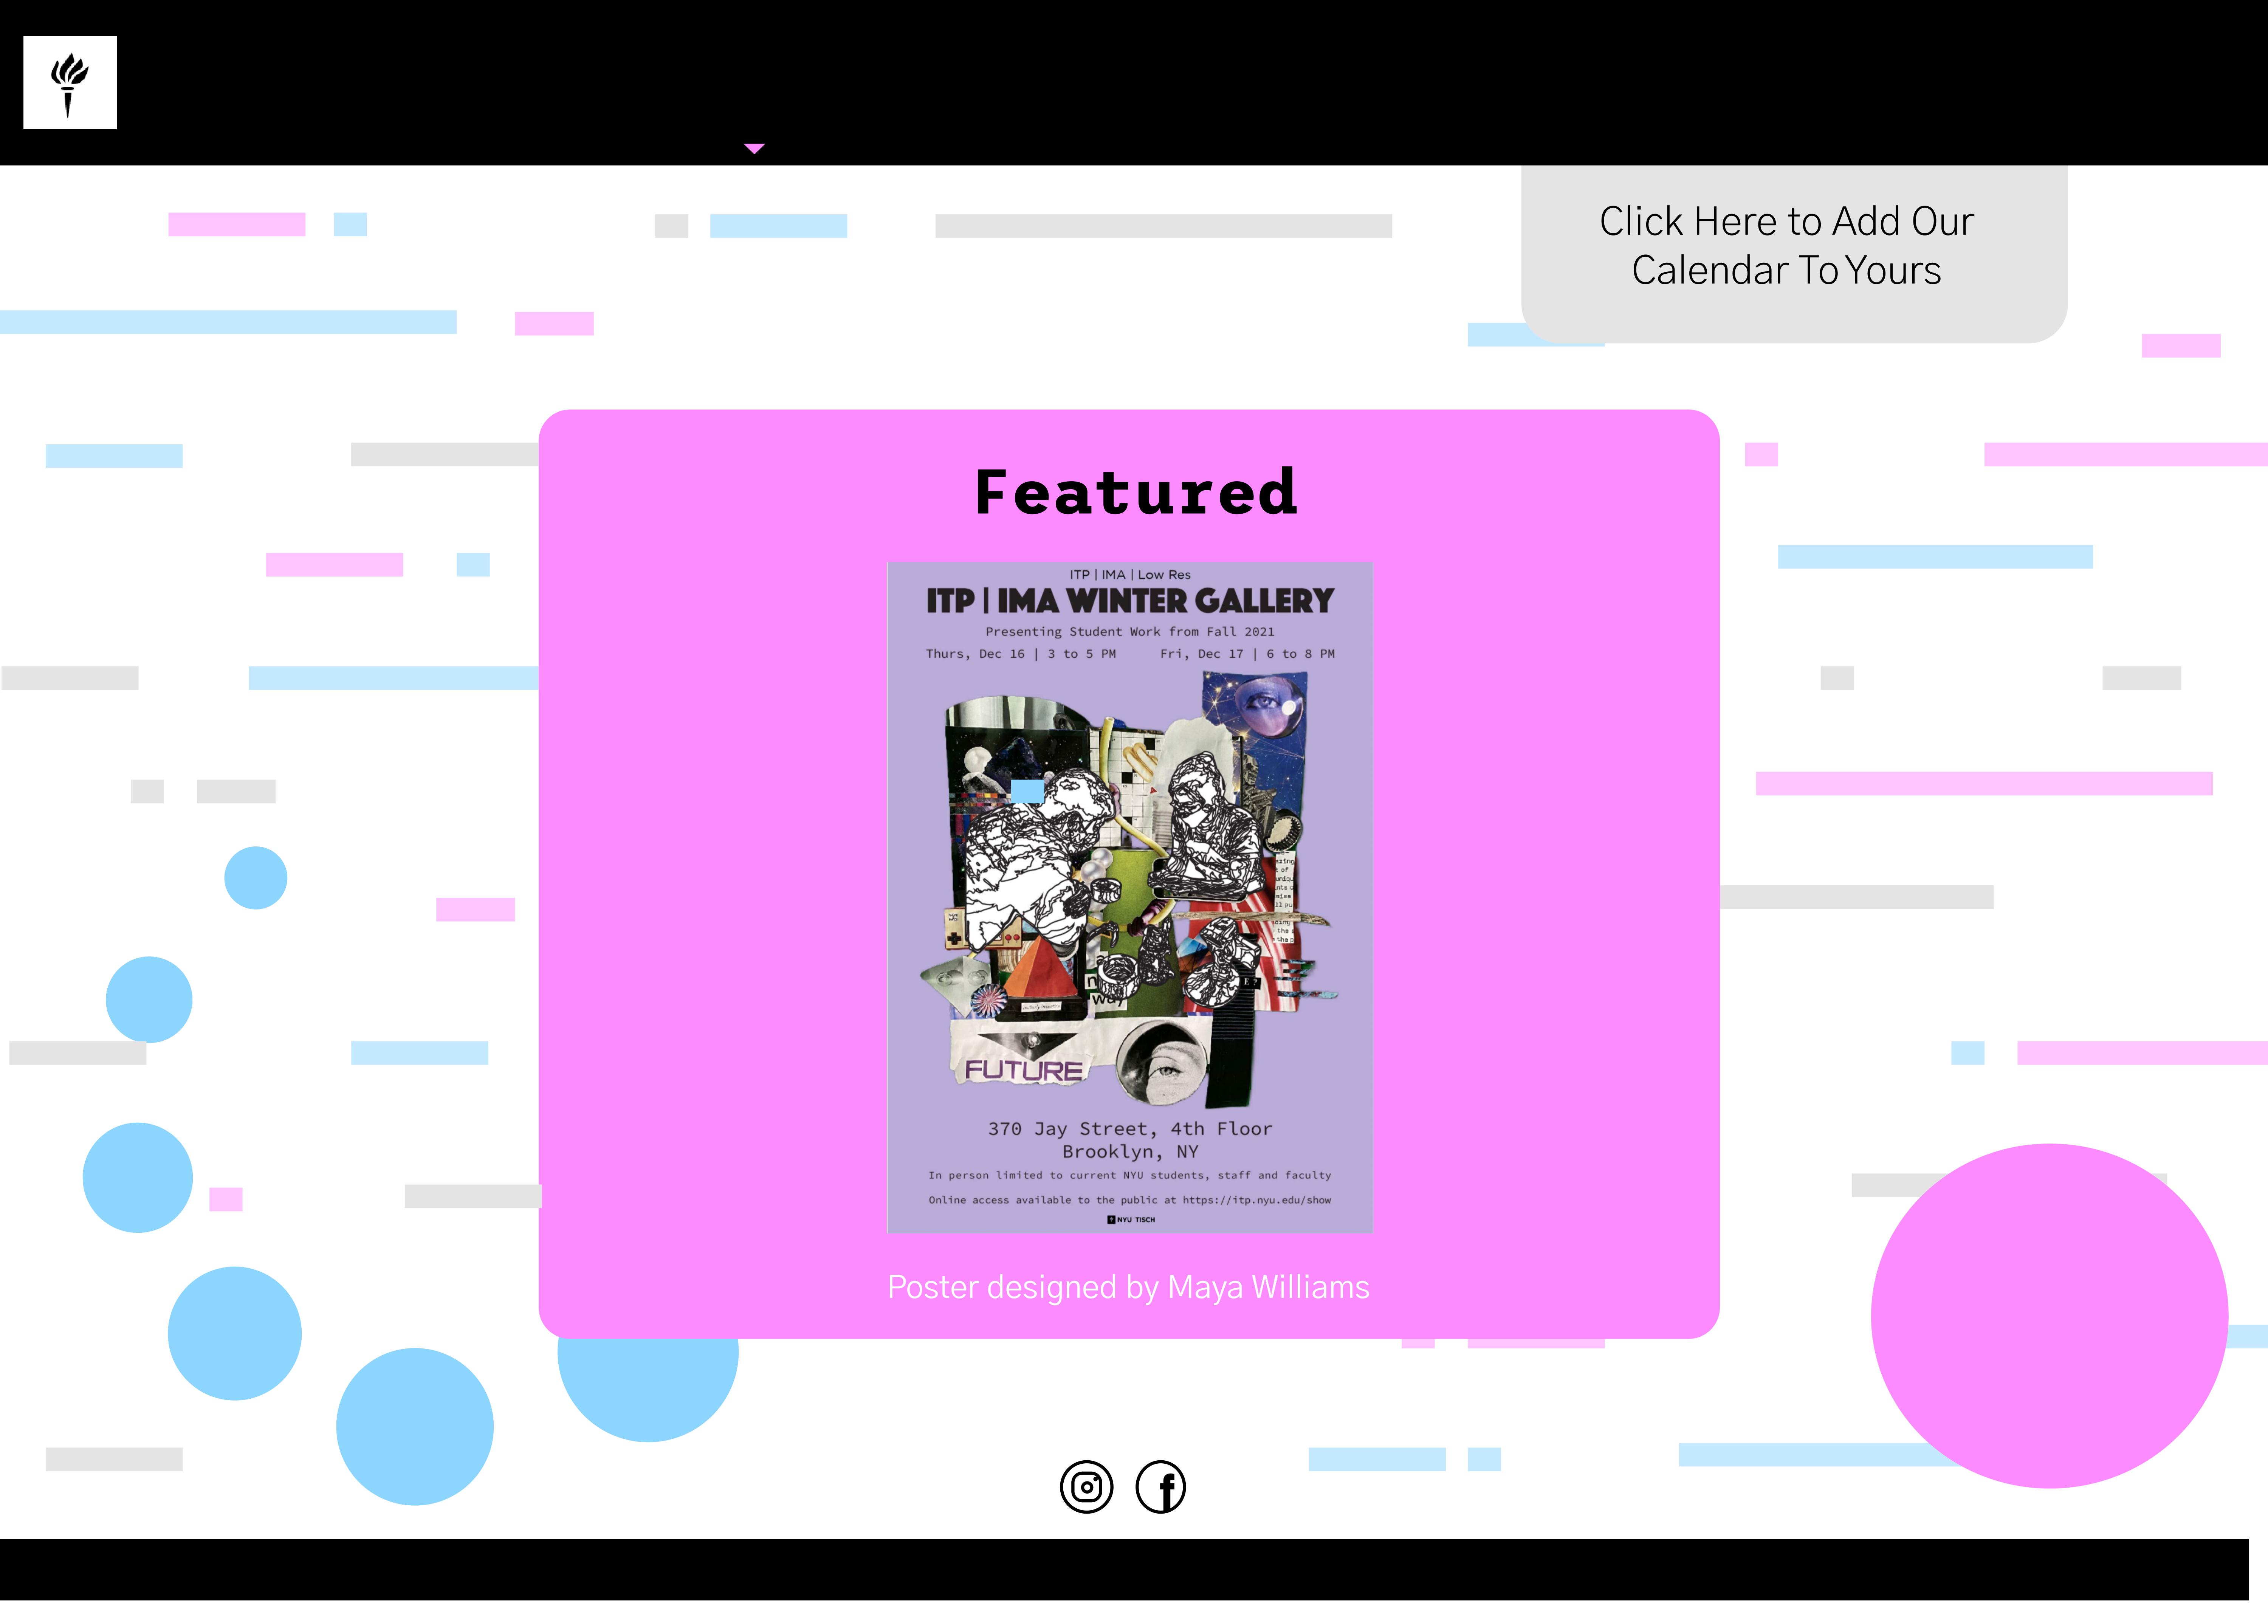 Click Here to Add Our
Calendar To Yours
Featured
ITP | IMA | Low Res
ITP | IMA WINTER GALLERY
Presenting Student Work from Fall 2021
Thurs, Dec 16 | 3 to 5 PM
Fri, Dec 17 | 6 to 8 PM
way
FUTURE
370 Jay Street, 4th Floor
Brooklyn, NY
In person limited to current NYU students, staff and faculty
Online access available to the public at https://itp.nyu.edu/show
NYU TISCH
Poster designed by Maya Williams